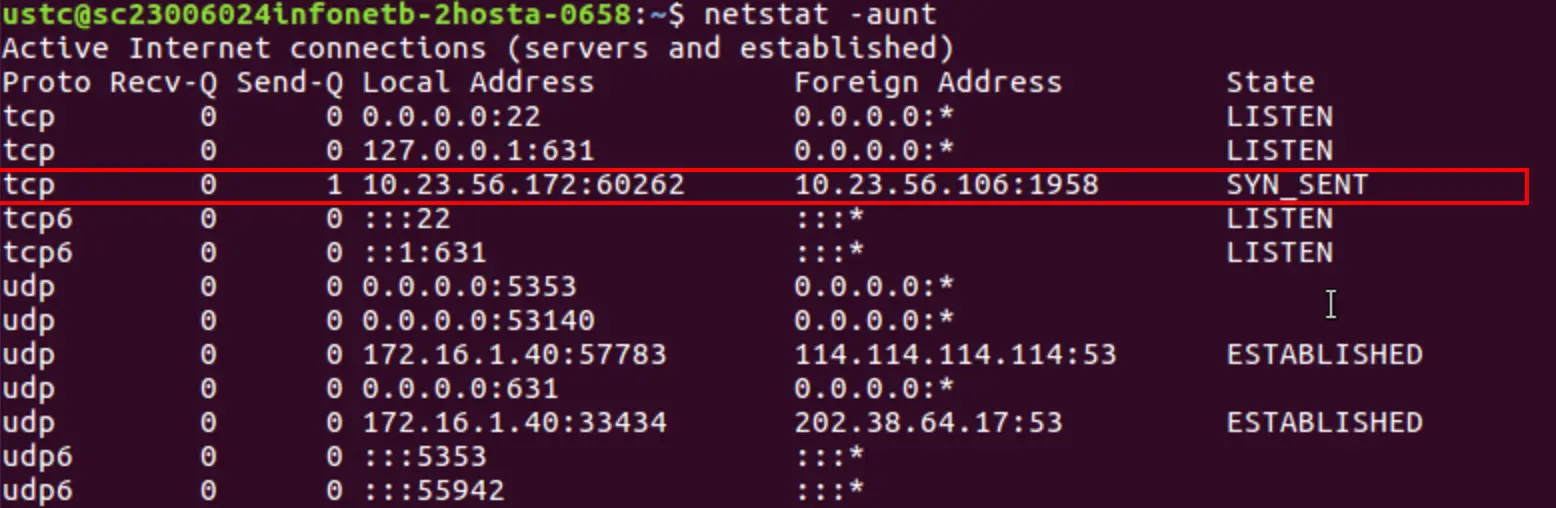 ustc@sc23006024infonetb-2hosta-0658:~$ netstat -aunt
Active Internet connections (servers and established)
Proto Recv-Q Send-Q Local Address           Foreign Address         State
tcp        0      0 0.0.0.0:22              0.0.0.0:*               LISTEN
tcp        0      0 127.0.0.1:631           0.0.0.0:*               LISTEN
tcp        0      1 10.23.56.172:60262      10.23.56.106:1958       SYN_SENT
tcp6       0      0 :::22                   :::*                    LISTEN
tcp6       0      0 ::1:631                 :::*                    LISTEN
udp        0      0 0.0.0.0:5353            0.0.0.0:*
udp        0      0 0.0.0.0:53140           0.0.0.0:*
udp        0      0 172.16.1.40:57783       114.114.114.114:53      ESTABLISHED
udp        0      0 0.0.0.0:631             0.0.0.0:*
udp        0      0 172.16.1.40:33434       202.38.64.17:53         ESTABLISHED
udp6       0      0 :::5353                 :::*
udp6       0      0 :::55942                :::*